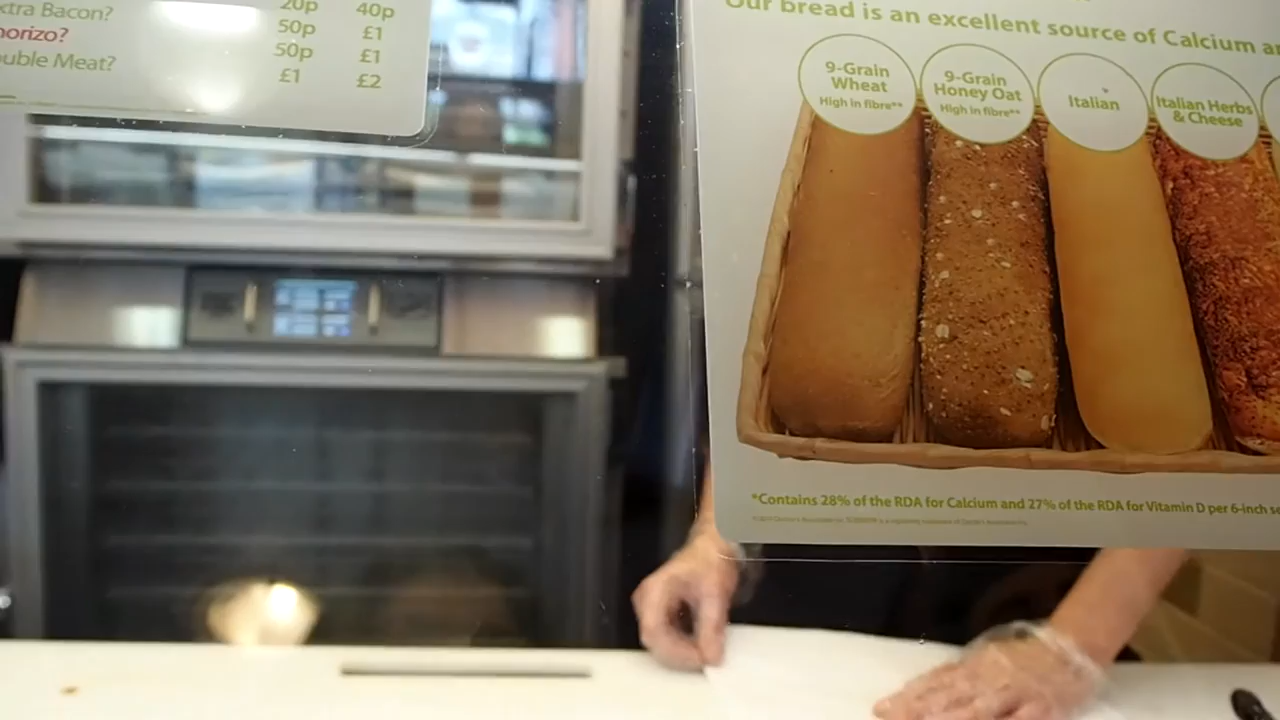 xtra Bacon? 20p 40p
horizo? 50p £1
ouble Meat? 50p £1
£1 £2
Our bread is an excellent source of Calcium an
9-Grain
Wheat
High in fibre**
9-Grain
Honey Oat
High in fibre**
Italian
Italian Herbs
& Cheese
*Contains 28% of the RDA for Calcium and 27% of the RDA for Vitamin D per 6-inch se